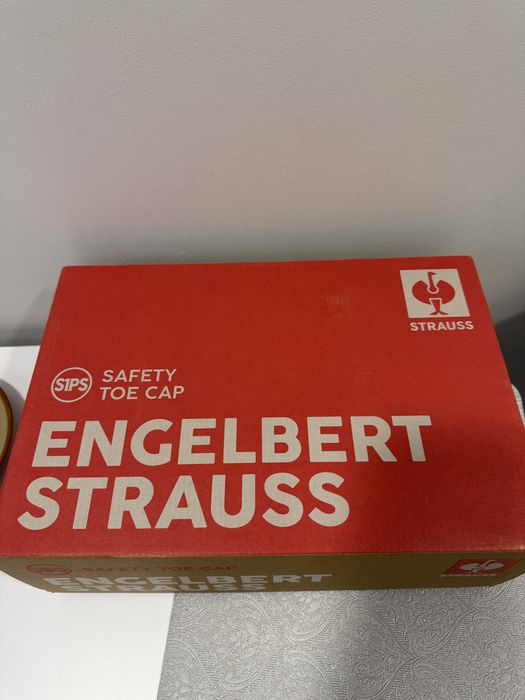 STRAUSS
S1PS
SAFETY
TOE CAP
ENGELBERT
STRAUSS
S1PS SAFETY TOE CAP
ENGELBERT
STRAUSS
STRAUSS